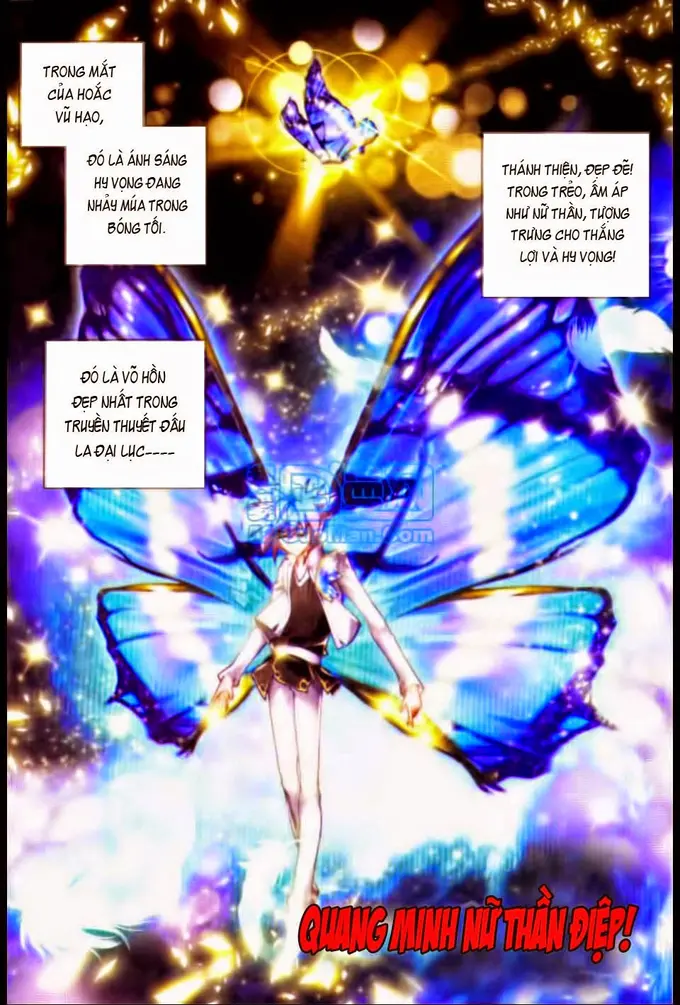 TRONG MẮT
CỦA HOẮC
VŨ HẠO,
ĐÓ LÀ ÁNH SÁNG
HY VỌNG ĐANG
NHẢY MÚA TRONG
BÓNG TỐI.
THÁNH THIỆN, ĐẸP ĐẼ!
TRONG TRẺO, ẤM ÁP
NHƯ NỮ THẦN, TƯỢNG
TRƯNG CHO THẮNG
LỢI VÀ HY VỌNG!
ĐÓ LÀ VÕ HỒN
ĐẸP NHẤT TRONG
TRUYỀN THUYẾT ĐẤU
LA ĐẠI LỤC----
QUANG MINH NỮ THẦN ĐIỆP!